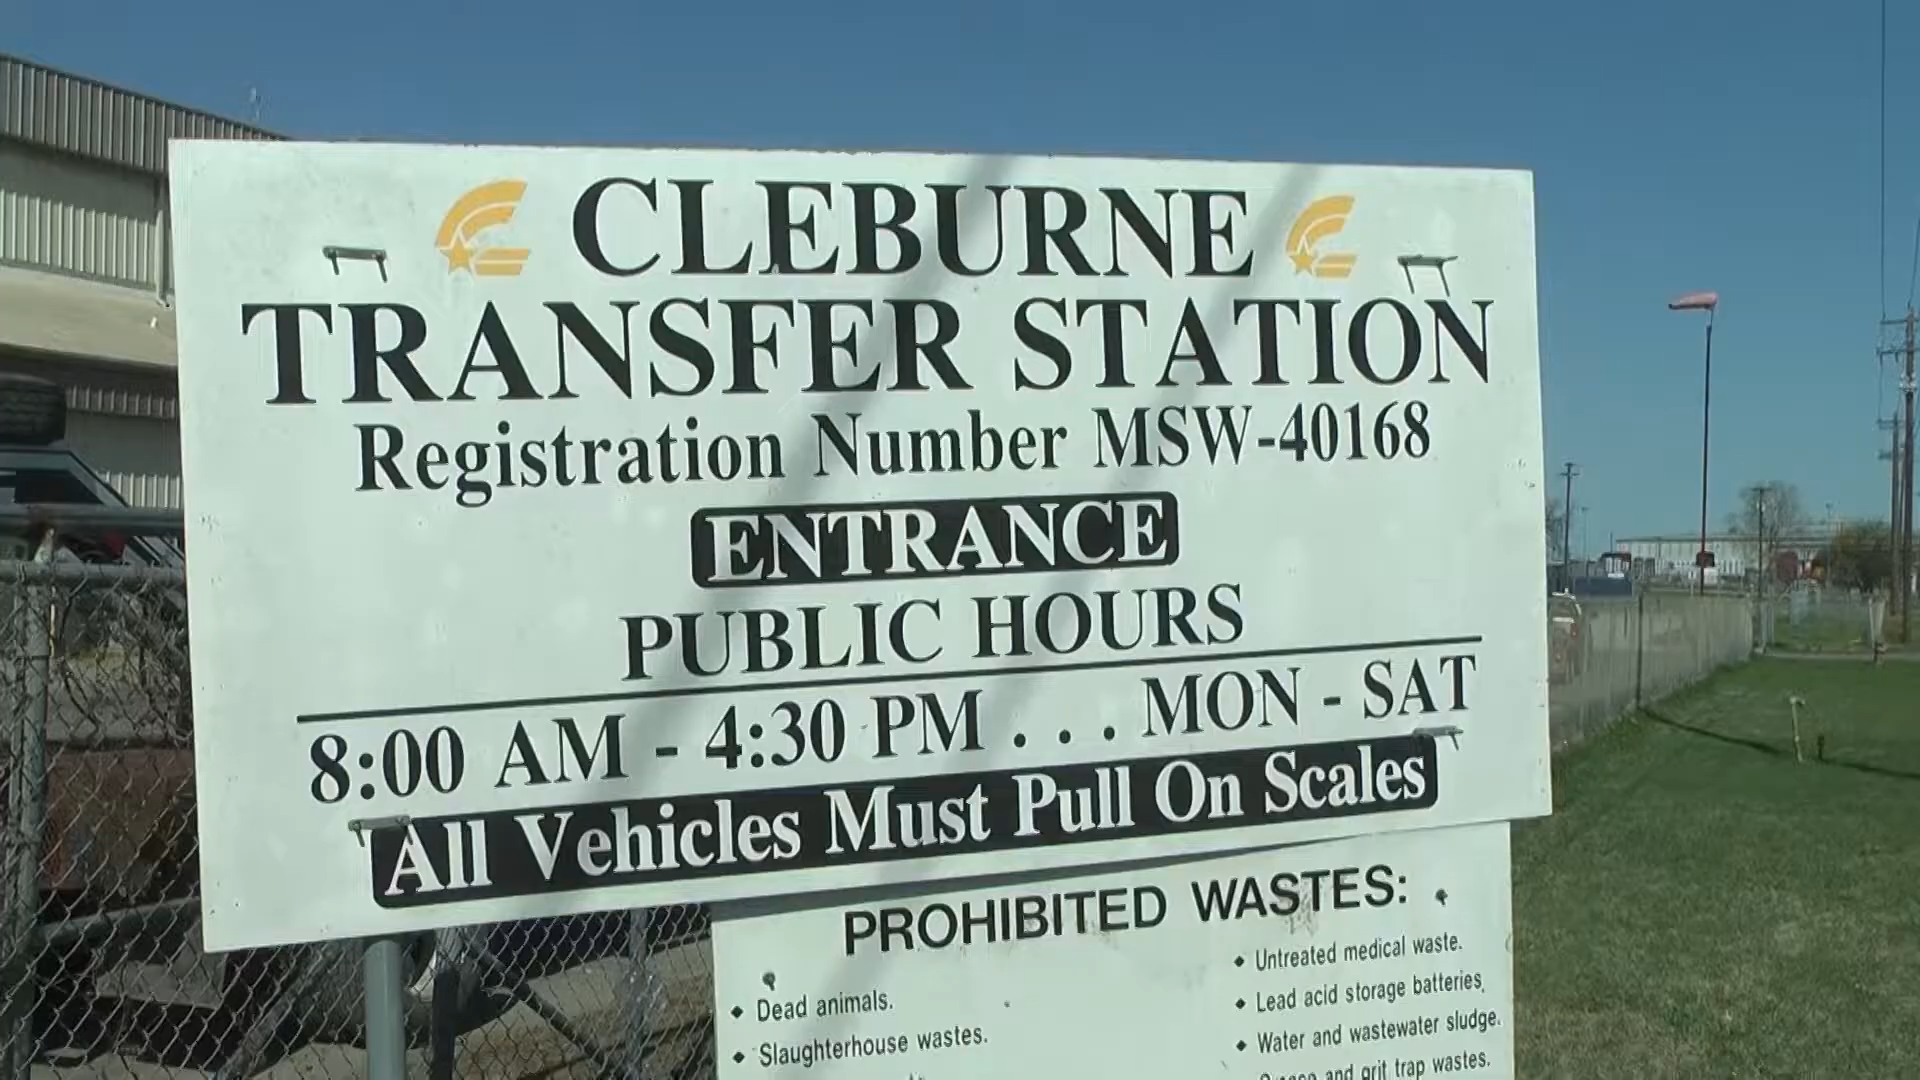 CLEBURNE
TRANSFER STATION
Registration Number MSW-40168
ENTRANCE
PUBLIC HOURS
8:00 AM - 4:30 PM . . . MON - SAT
All Vehicles Must Pull On Scales
PROHIBITED WASTES:
◆ Dead animals.
◆ Slaughterhouse wastes.
◆ Untreated medical waste.
◆ Lead acid storage batteries,
◆ Water and wastewater sludge.
and grit trap wastes.